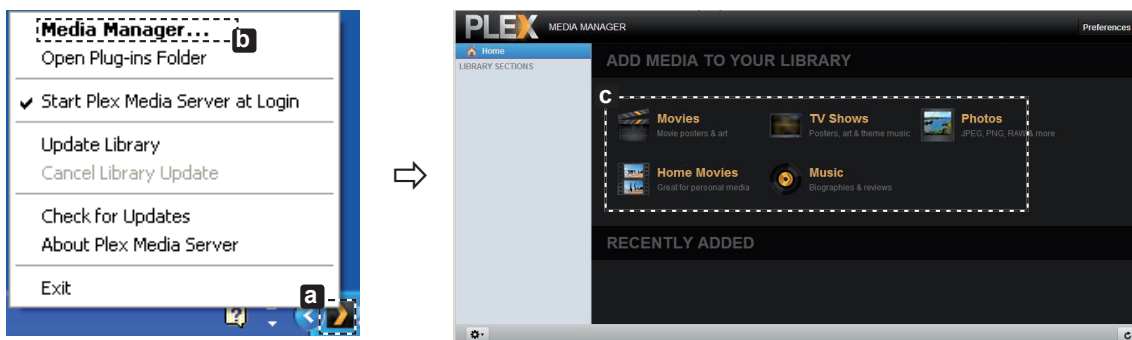 Media Manager...
b
Open Plug-ins Folder
Start Plex Media Server at Login
Update Library
Cancel Library Update
Check for Updates
About Plex Media Server
Exit
a
PLEX MEDIA MANAGER
Preferences
Home
LIBRARY SECTIONS
ADD MEDIA TO YOUR LIBRARY
c
Movies
Movie posters & art
TV Shows
Posters, art & theme music
Photos
JPEG, PNG, RAW & more
Home Movies
Great for personal media
Music
Biographies & reviews
RECENTLY ADDED